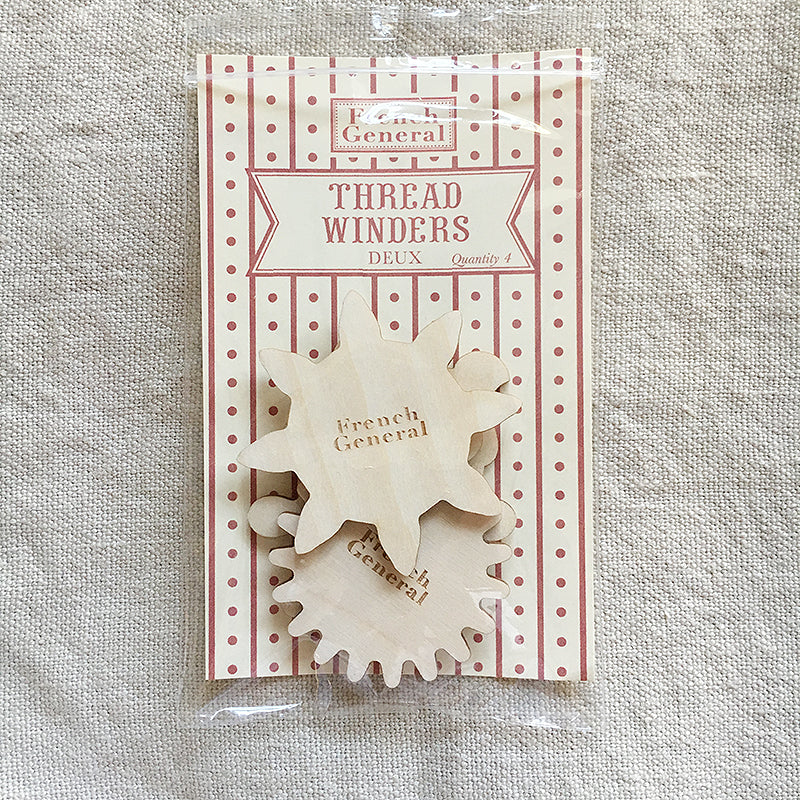 French
General
THREAD
WINDERS
DEUX Quantity 4
French
General
French
General